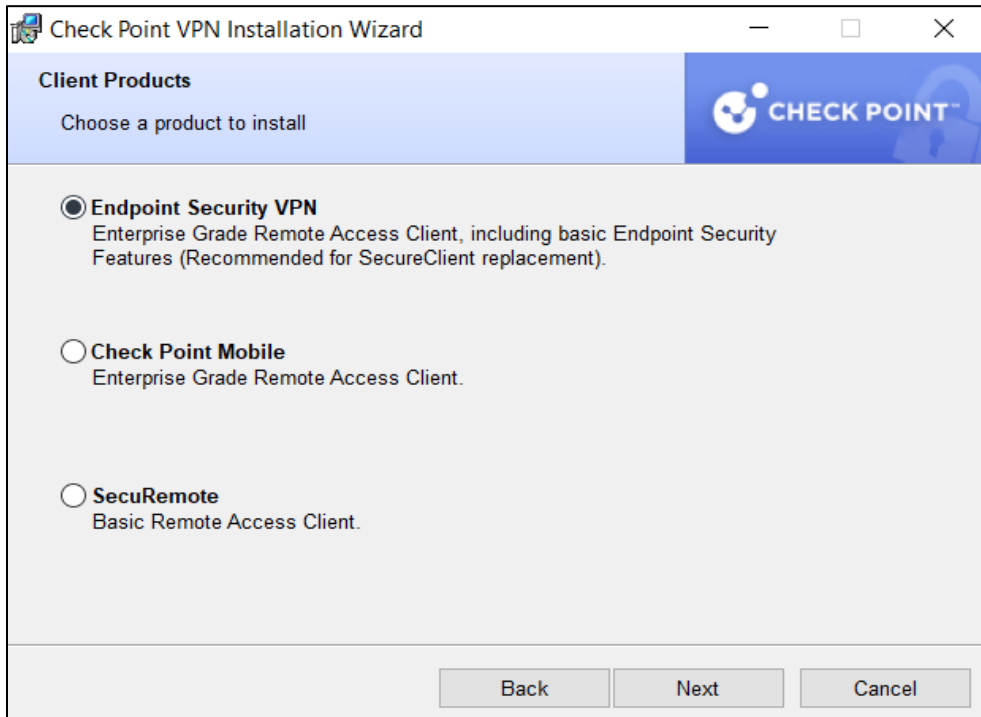 Check Point VPN Installation Wizard
Client Products
Choose a product to install
CHECK POINT™
Endpoint Security VPN
Enterprise Grade Remote Access Client, including basic Endpoint Security
Features (Recommended for SecureClient replacement).
Check Point Mobile
Enterprise Grade Remote Access Client.
SecuRemote
Basic Remote Access Client.
Back Next Cancel